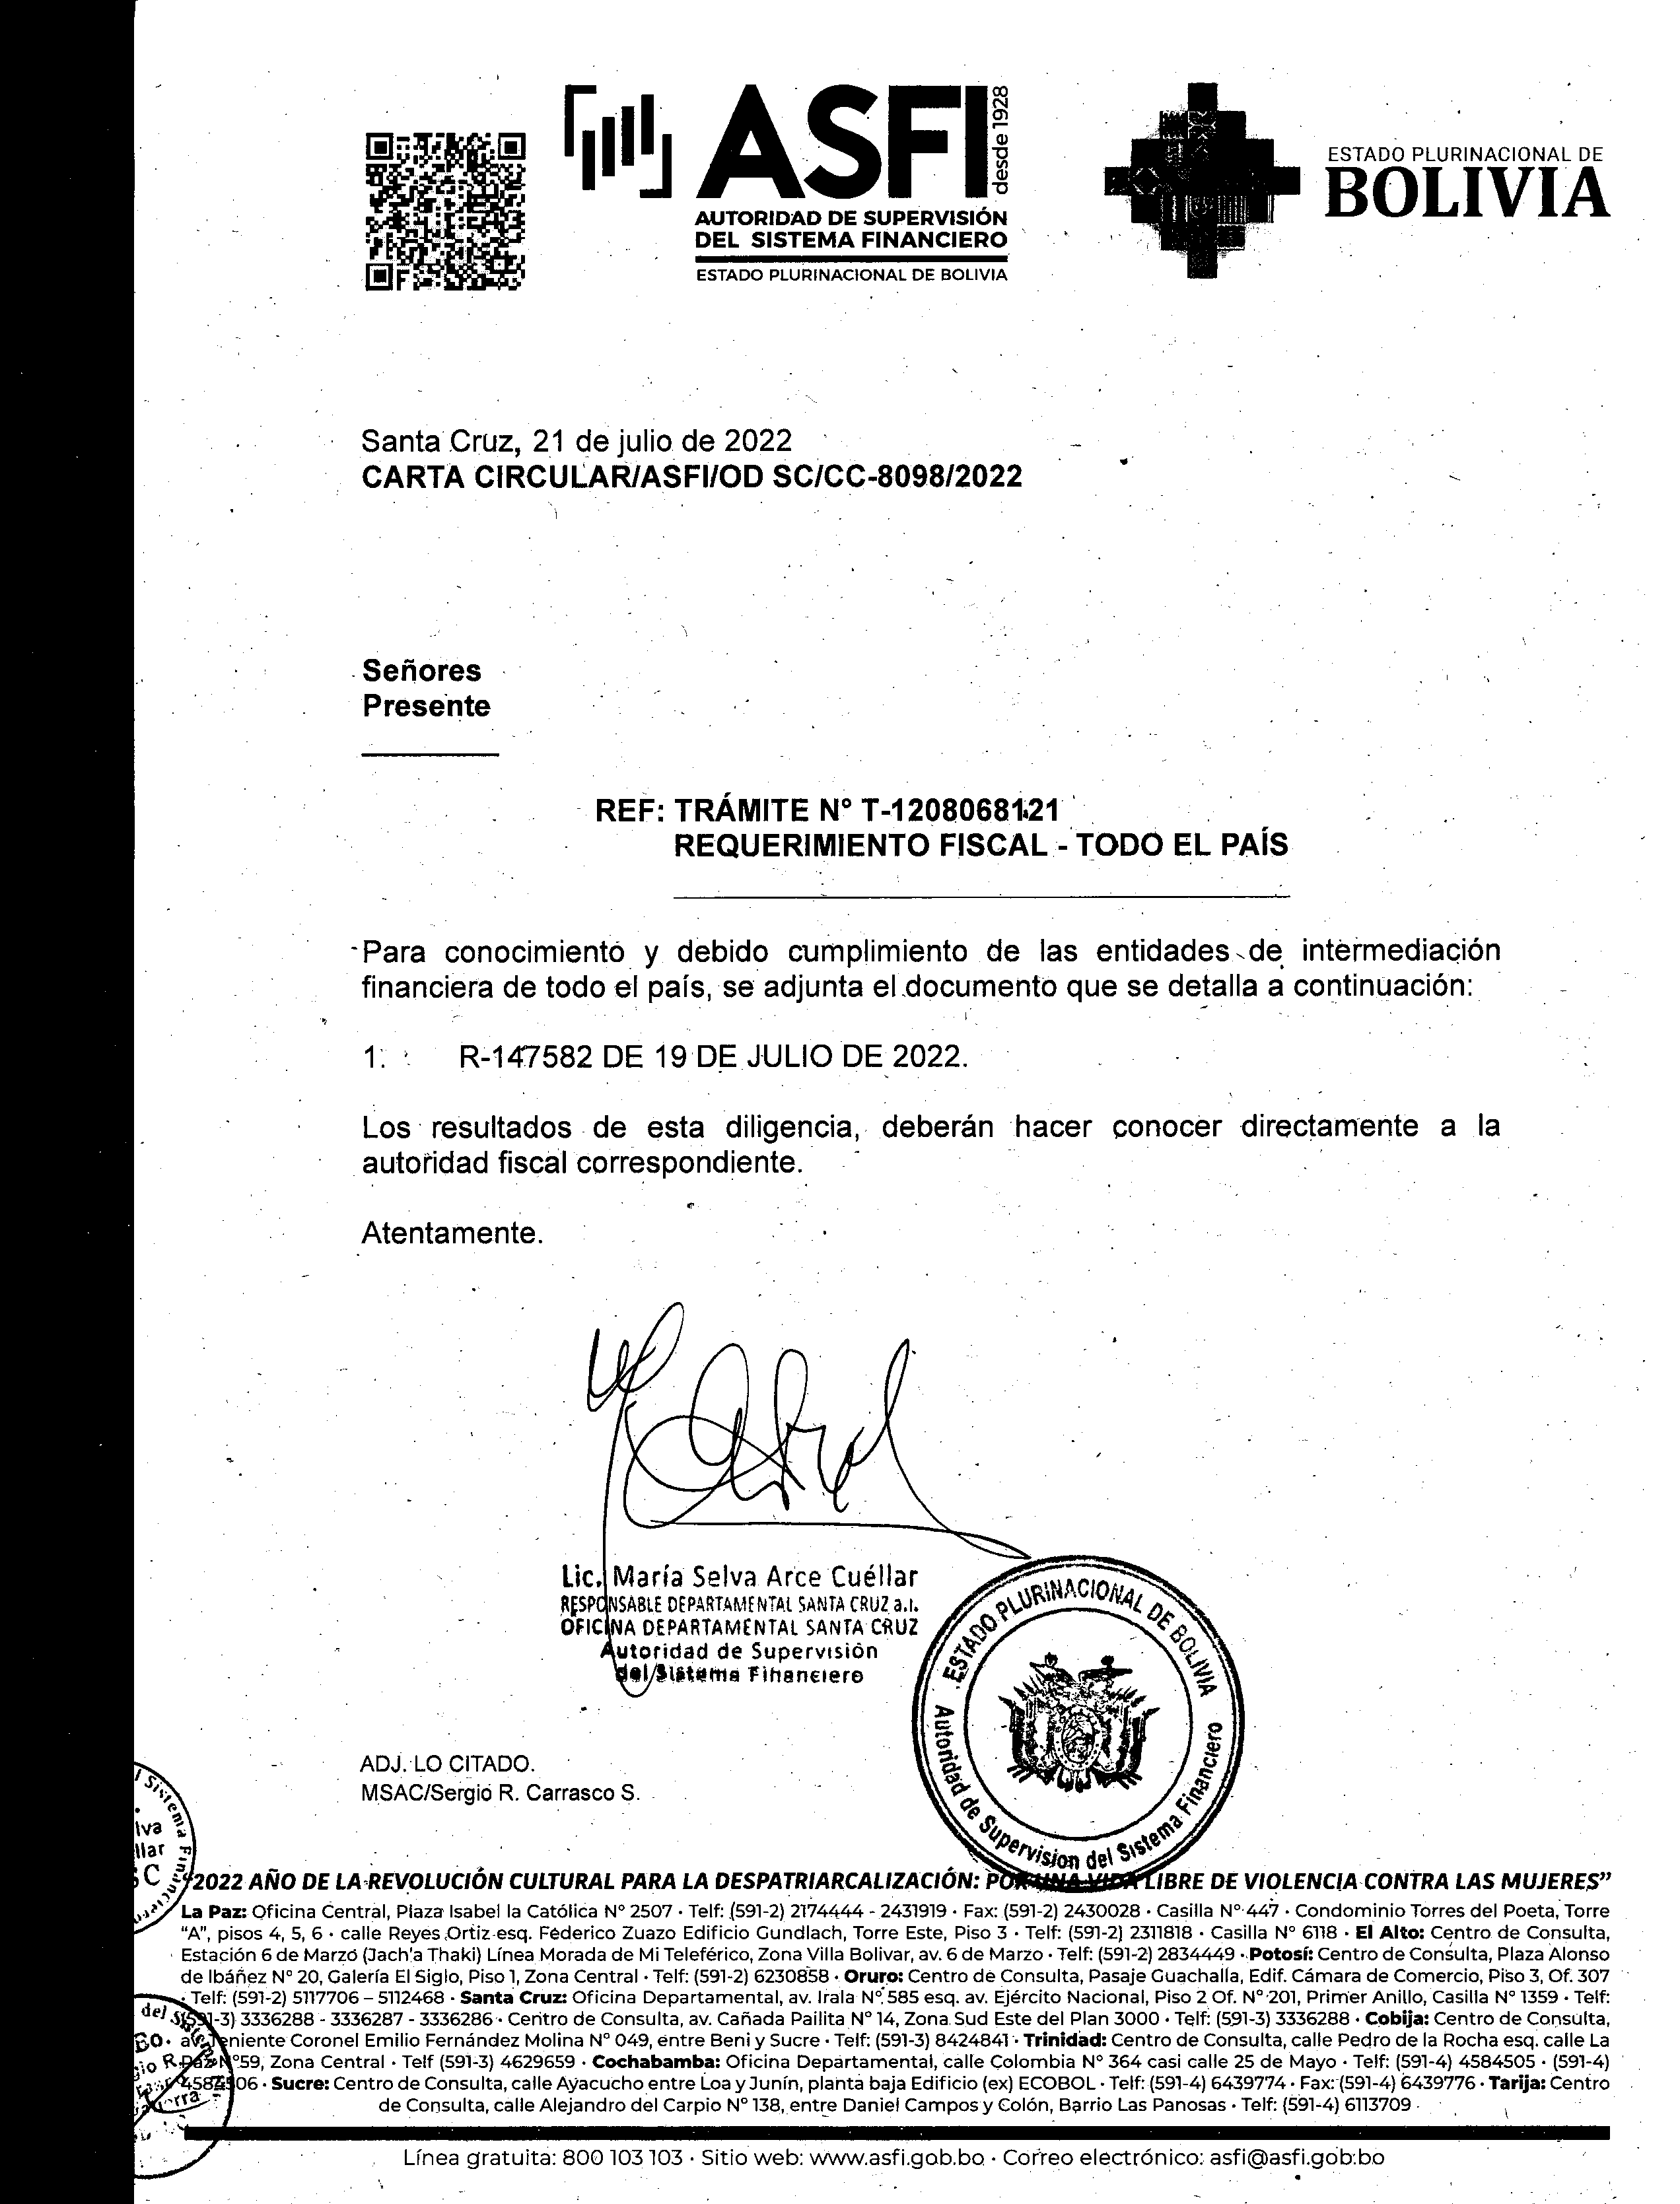 ASFI desde 1928
AUTORIDAD DE SUPERVISIÓN
DEL SISTEMA FINANCIERO
ESTADO PLURINACIONAL DE BOLIVIA
ESTADO PLURINACIONAL DE
BOLIVIA
Santa Cruz, 21 de julio de 2022
CARTA CIRCULAR/ASFI/OD SC/CC-8098/2022
Señores
Presente
REF: TRÁMITE Nº T-1208068121
REQUERIMIENTO FISCAL - TODO EL PAÍS
Para conocimiento y debido cumplimiento de las entidades de intermediación
financiera de todo el país, se adjunta el documento que se detalla a continuación:
1. R-147582 DE 19 DE JULIO DE 2022.
Los resultados de esta diligencia, deberán hacer conocer directamente a la
autoridad fiscal correspondiente.
Atentamente.
Lic. María Selva Arce Cuéllar
RESPONSABLE DEPARTAMENTAL SANTA CRUZ a.i.
OFICINA DEPARTAMENTAL SANTA CRUZ
Autoridad de Supervisión
del Sistema Financiero
ESTADO PLURINACIONAL DE BOLIVIA
Autoridad de Supervision del Sistema Financiero
ADJ. LO CITADO.
MSAC/Sergio R. Carrasco S.
"2022 AÑO DE LA REVOLUCIÓN CULTURAL PARA LA DESPATRIARCALIZACIÓN: POR UNA VIDA LIBRE DE VIOLENCIA CONTRA LAS MUJERES"
La Paz: Oficina Central, Plaza Isabel la Católica Nº 2507 · Telf: (591-2) 2174444 - 2431919 · Fax: (591-2) 2430028 · Casilla Nº 447 · Condominio Torres del Poeta, Torre
"A", pisos 4, 5, 6 · calle Reyes Ortiz esq. Féderico Zuazo Edificio Gundlach, Torre Este, Piso 3 · Telf: (591-2) 2311818 · Casilla Nº 6118 · El Alto: Centro de Consulta,
Estación 6 de Marzo (Jach'a Thaki) Línea Morada de Mi Teleférico, Zona Villa Bolivar, av. 6 de Marzo · Telf: (591-2) 2834449 · Potosí: Centro de Consulta, Plaza Alonso
de Ibáñez Nº 20, Galería El Siglo, Piso 1, Zona Central · Telf: (591-2) 6230858 · Oruro: Centro de Consulta, Pasaje Guachalla, Edif. Cámara de Comercio, Piso 3, Of. 307
· Telf: (591-2) 5117706 – 5112468 · Santa Cruz: Oficina Departamental, av. Irala Nº 585 esq. av. Ejército Nacional, Piso 2 Of. Nº 201, Primer Anillo, Casilla Nº 1359 · Telf:
(591-3) 3336288 - 3336287 - 3336286 · Centro de Consulta, av. Cañada Pailita Nº 14, Zona Sud Este del Plan 3000 · Telf: (591-3) 3336288 · Cobija: Centro de Consulta,
Teniente Coronel Emilio Fernández Molina Nº 049, entre Beni y Sucre · Telf: (591-3) 8424841 · Trinidad: Centro de Consulta, calle Pedro de la Rocha esq. calle La
Paz Nº 59, Zona Central · Telf (591-3) 4629659 · Cochabamba: Oficina Departamental, calle Colombia Nº 364 casi calle 25 de Mayo · Telf: (591-4) 4584505 · (591-4)
4584506 · Sucre: Centro de Consulta, calle Ayacucho entre Loa y Junín, planta baja Edificio (ex) ECOBOL · Telf: (591-4) 6439774 · Fax: (591-4) 6439776 · Tarija: Centro
de Consulta, calle Alejandro del Carpio Nº 138, entre Daniel Campos y Colón, Barrio Las Panosas · Telf: (591-4) 6113709
Línea gratuita: 800 103 103 · Sitio web: www.asfi.gob.bo · Correo electrónico: asfi@asfi.gob.bo